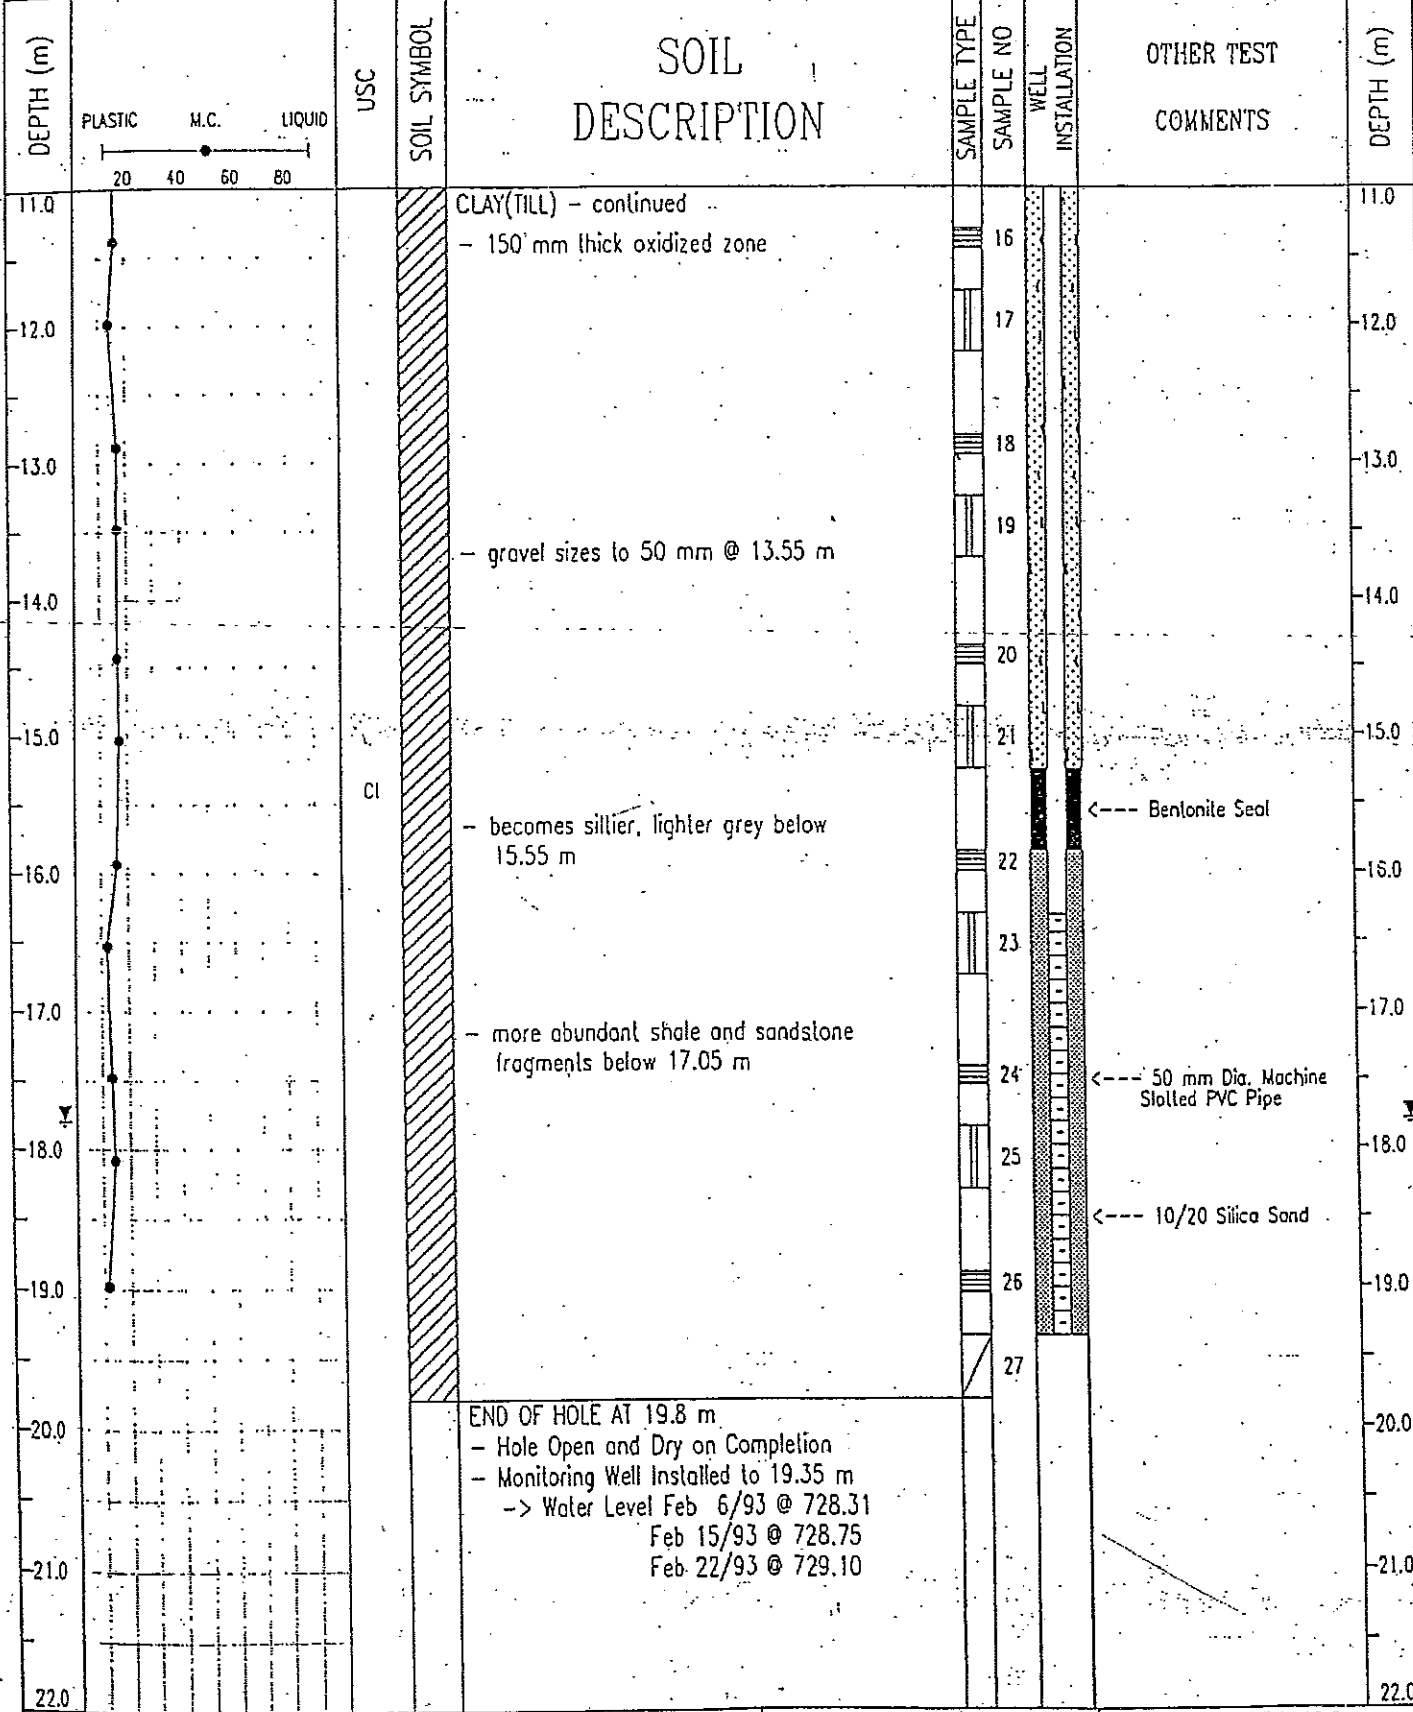 DEPTH (m)
PLASTIC M.C. LIQUID
20 40 60 80
USC
SOIL SYMBOL
SOIL
DESCRIPTION
SAMPLE TYPE
SAMPLE NO
WELL
INSTALLATION
OTHER TEST
COMMENTS
DEPTH (m)
11.0
CLAY(TILL) - continued
11.0
- 150 mm thick oxidized zone
16
17
12.0
12.0
18
13.0
13.0
19
- gravel sizes to 50 mm @ 13.55 m
14.0
14.0
20
21
15.0
15.0
CI
<--- Bentonite Seal
- becomes siltier, lighter grey below
15.55 m
22
16.0
16.0
23
17.0
17.0
- more abundant shale and sandstone
fragments below 17.05 m
24
<--- 50 mm Dia. Machine
Slotted PVC Pipe
18.0
18.0
25
<--- 10/20 Silica Sand
26
19.0
19.0
27
END OF HOLE AT 19.8 m
20.0
20.0
- Hole Open and Dry on Completion
- Monitoring Well Installed to 19.35 m
-> Water Level Feb 6/93 @ 728.31
Feb 15/93 @ 728.75
Feb 22/93 @ 729.10
21.0
21.0
22.0
22.0